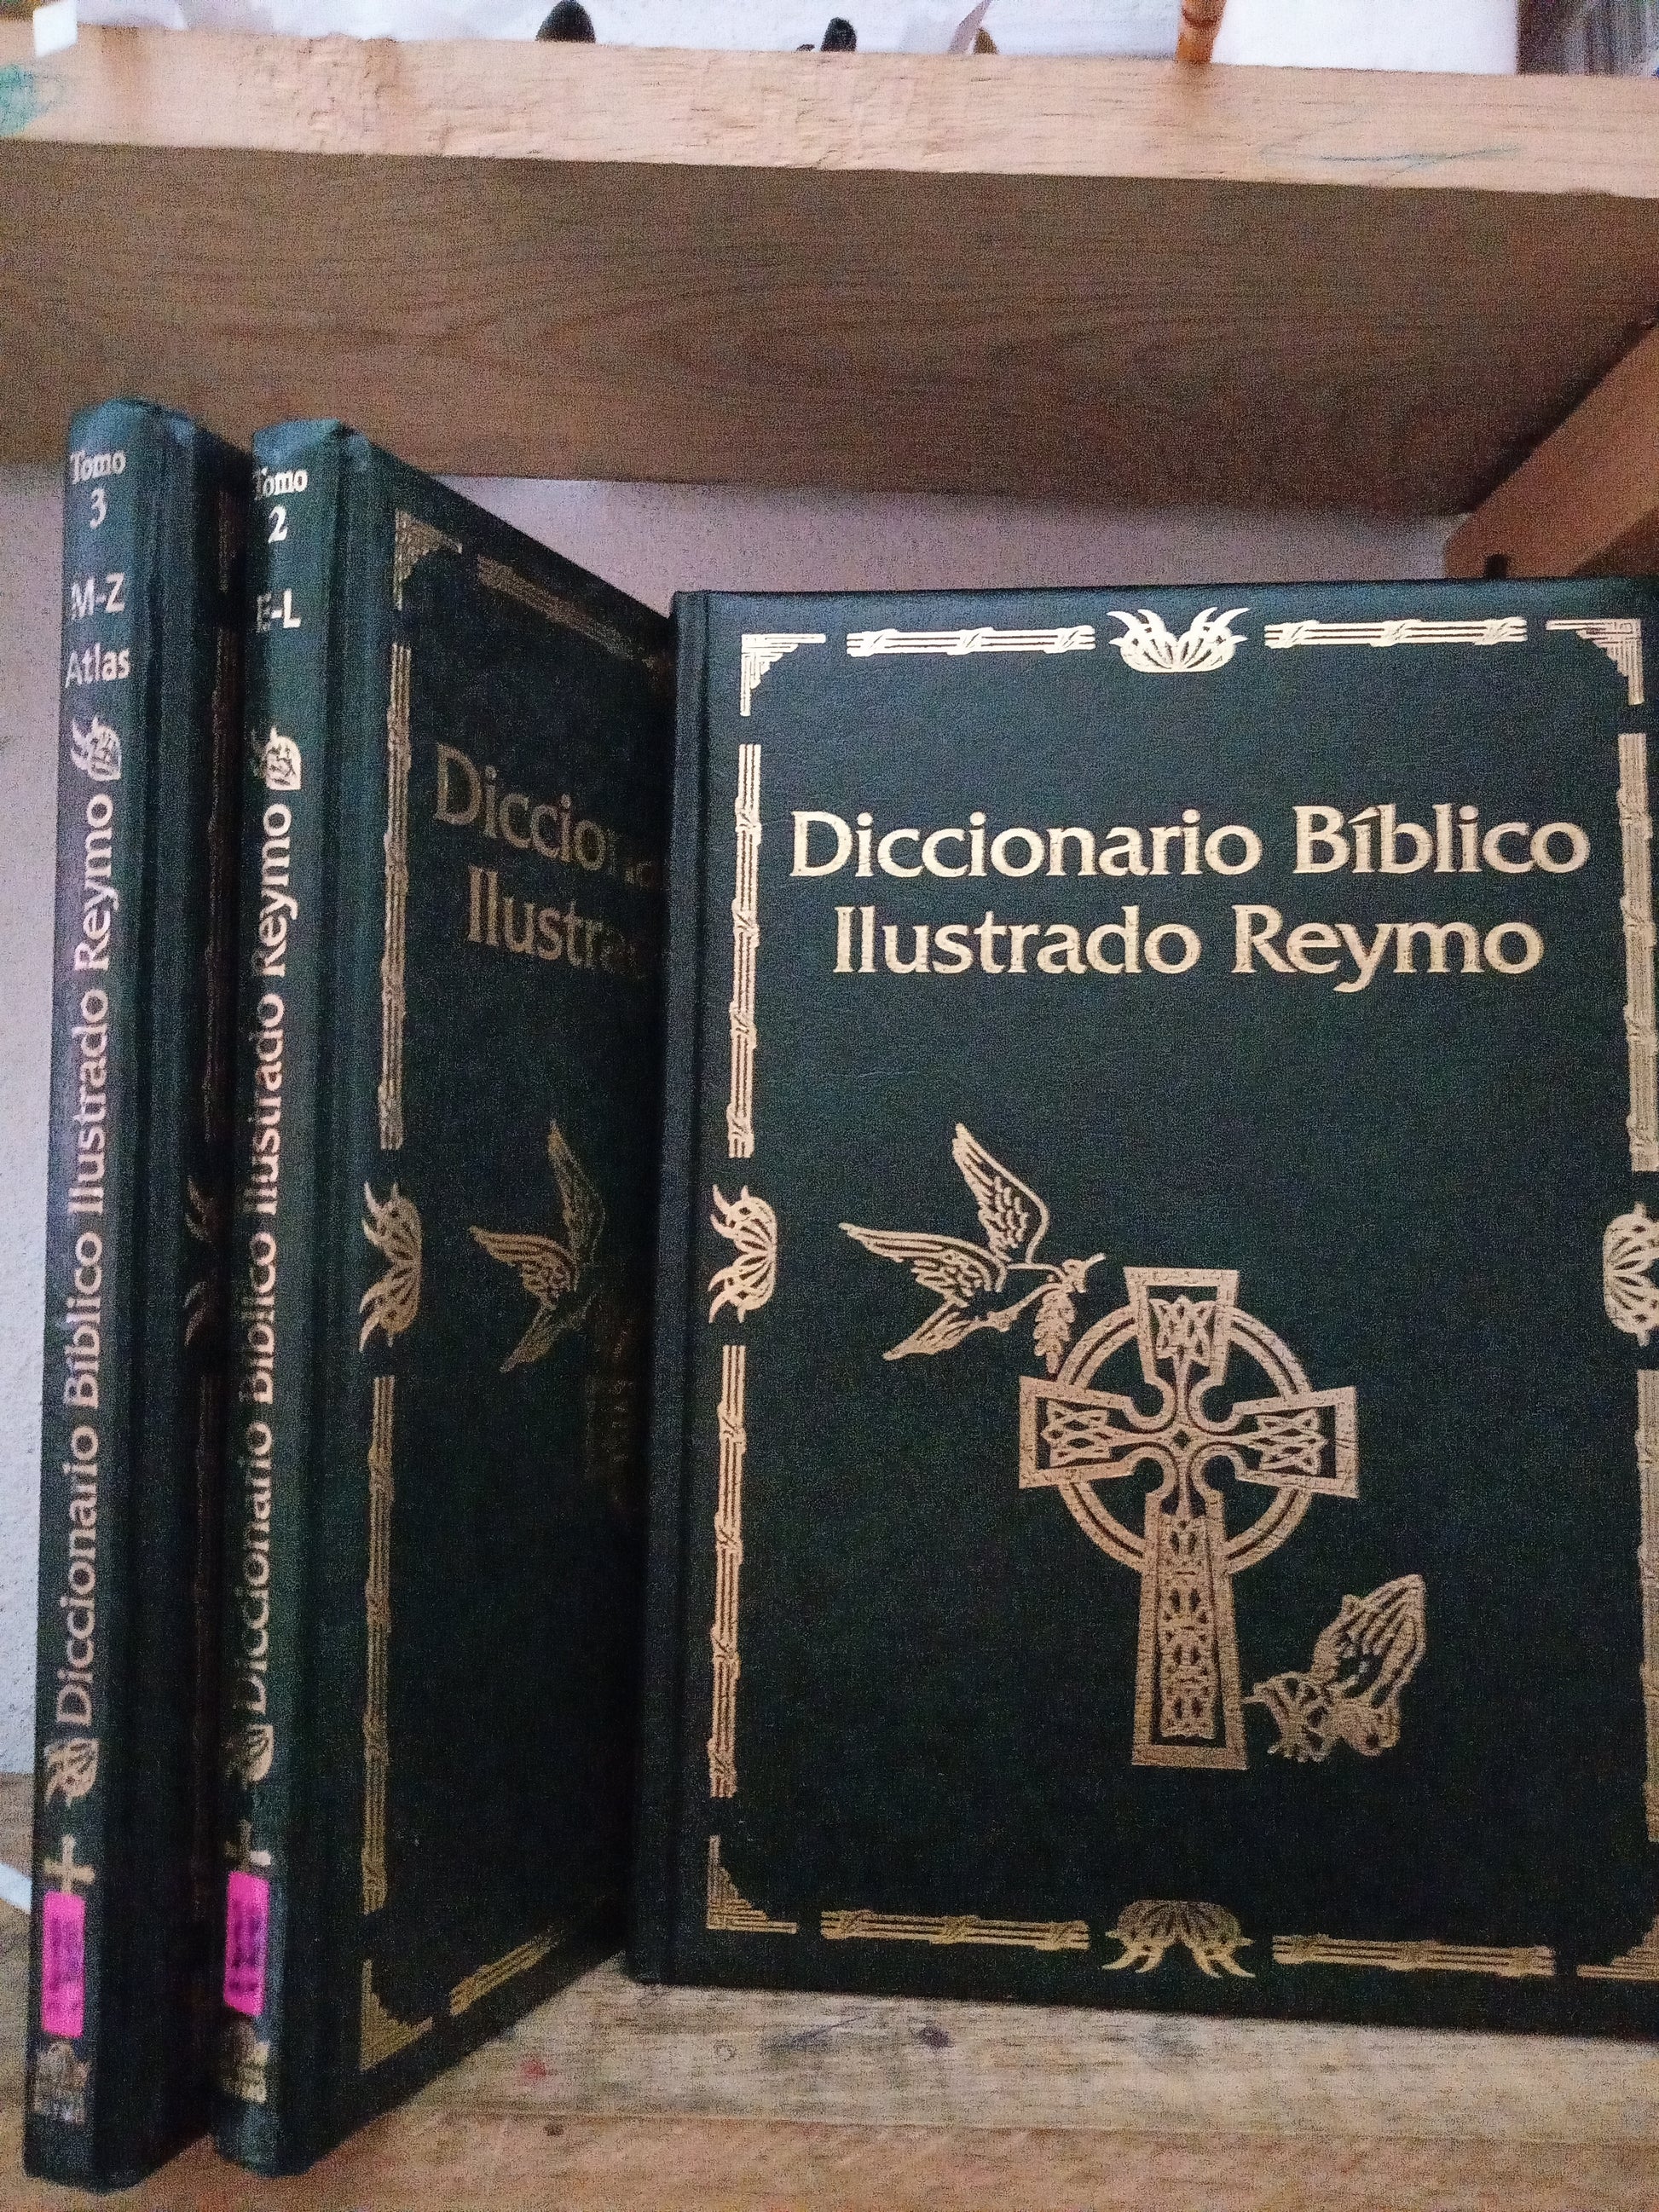 Tomo
3
M-Z
Atlas
Diccionario Bíblico Ilustrado Reymo
Tomo
2
E-L
Diccionario Bíblico Ilustrado Reymo
Diccionario Bíblico
Ilustrado Reymo